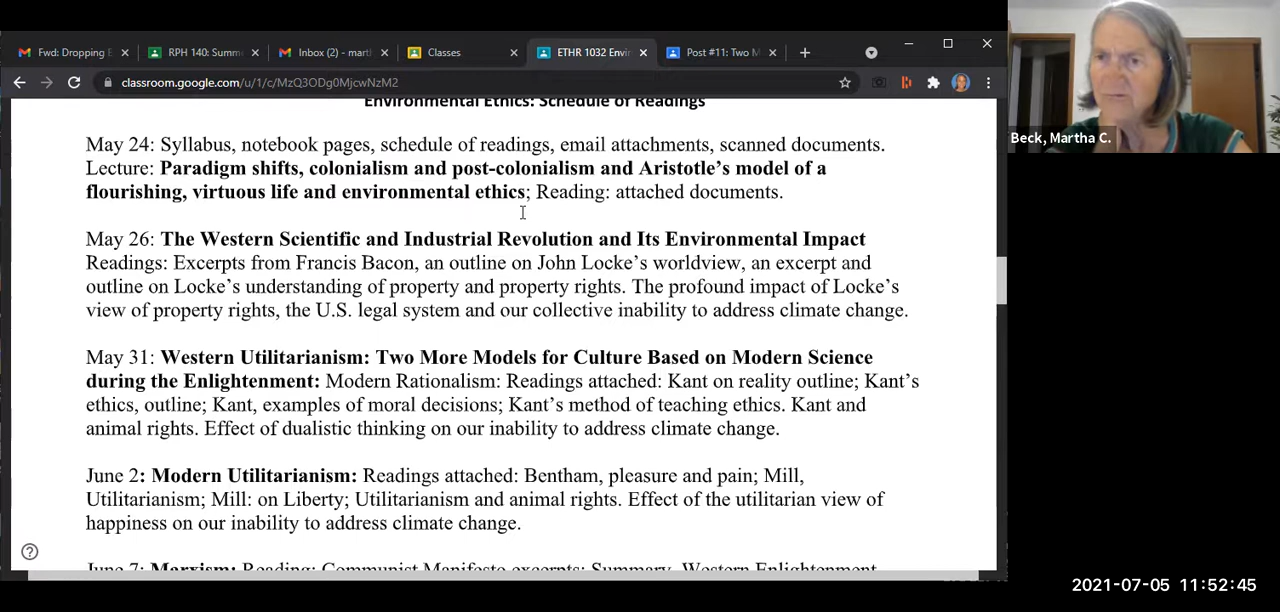 Fwd: Dropping E
RPH 140: Summ
Inbox (2) - mart
Classes
ETHR 1032 Envi
Post #11: Two M
classroom.google.com/u/1/c/MzQ3ODg0MjcwNzM2
Environmental Ethics: Schedule of Readings
May 24: Syllabus, notebook pages, schedule of readings, email attachments, scanned documents.
Lecture: Paradigm shifts, colonialism and post-colonialism and Aristotle’s model of a
flourishing, virtuous life and environmental ethics; Reading: attached documents.
May 26: The Western Scientific and Industrial Revolution and Its Environmental Impact
Readings: Excerpts from Francis Bacon, an outline on John Locke’s worldview, an excerpt and
outline on Locke’s understanding of property and property rights. The profound impact of Locke’s
view of property rights, the U.S. legal system and our collective inability to address climate change.
May 31: Western Utilitarianism: Two More Models for Culture Based on Modern Science
during the Enlightenment: Modern Rationalism: Readings attached: Kant on reality outline; Kant’s
ethics, outline; Kant, examples of moral decisions; Kant’s method of teaching ethics. Kant and
animal rights. Effect of dualistic thinking on our inability to address climate change.
June 2: Modern Utilitarianism: Readings attached: Bentham, pleasure and pain; Mill,
Utilitarianism; Mill: on Liberty; Utilitarianism and animal rights. Effect of the utilitarian view of
happiness on our inability to address climate change.
June 7: Marxism: Reading: Communist Manifesto excerpts; Summary, Western Enlightenment
Beck, Martha C.
2021-07-05 11:52:45